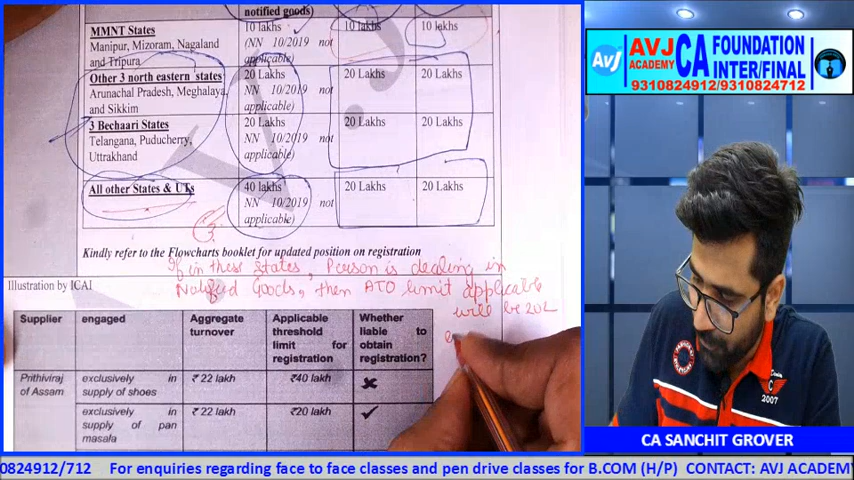 notified goods)
MMNT States
Manipur, Mizoram, Nagaland
and Tripura
10 lakhs
(NN 10/2019 not
applicable)
10 lakhs
10 lakhs
Other 3 north eastern states
Arunachal Pradesh, Meghalaya,
and Sikkim
20 Lakhs
NN 10/2019 not
applicable)
20 Lakhs
20 Lakhs
3 Bechaari States
Telangana, Puducherry,
Uttrakhand
20 Lakhs
NN 10/2019 not
applicable)
20 Lakhs
20 Lakhs
All other States & UTs
40 lakhs
NN 10/2019 not
applicable)
20 Lakhs
20 Lakhs
Kindly refer to the Flowcharts booklet for updated position on registration
If in these States, Person is dealing in
Notified Goods, then ATO limit applicable
will be 20L
Illustration by ICAI
Supplier
engaged
Aggregate
turnover
Applicable
threshold
limit for
registration
Whether
liable to
obtain
registration?
Prithiviraj
of Assam
exclusively in
supply of shoes
₹ 22 lakh
₹40 lakh
exclusively in
supply of pan
masala
₹ 22 lakh
₹20 lakh
AVJ
AVJ
ACADEMY
CA
FOUNDATION
INTER/FINAL
9310824912/9310824712
2007
CA SANCHIT GROVER
0824912/712 For enquiries regarding face to face classes and pen drive classes for B.COM (H/P) CONTACT: AVJ ACADEMY